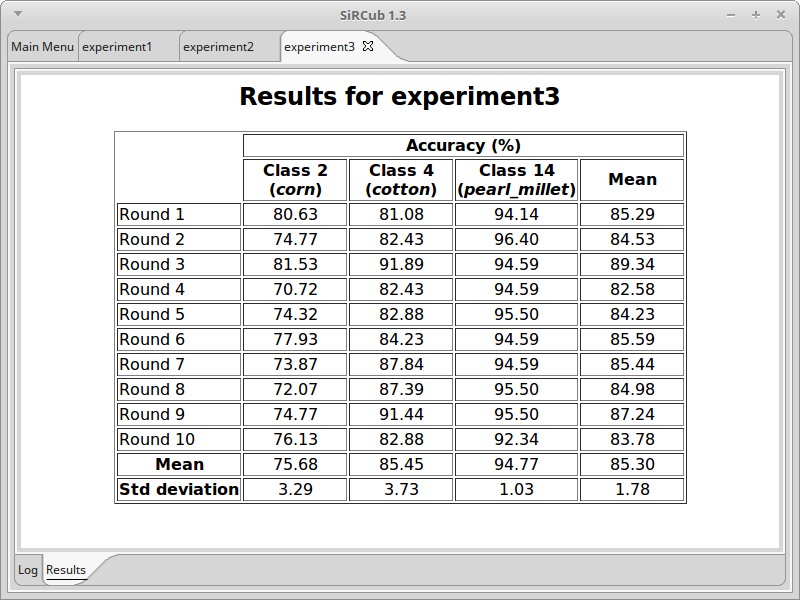 SiRCub 1.3
Main Menu experiment1 experiment2 experiment3
Results for experiment3
Accuracy (%)
Class 2 (corn) Class 4 (cotton) Class 14 (pearl_millet) Mean
Round 1 80.63 81.08 94.14 85.29
Round 2 74.77 82.43 96.40 84.53
Round 3 81.53 91.89 94.59 89.34
Round 4 70.72 82.43 94.59 82.58
Round 5 74.32 82.88 95.50 84.23
Round 6 77.93 84.23 94.59 85.59
Round 7 73.87 87.84 94.59 85.44
Round 8 72.07 87.39 95.50 84.98
Round 9 74.77 91.44 95.50 87.24
Round 10 76.13 82.88 92.34 83.78
Mean 75.68 85.45 94.77 85.30
Std deviation 3.29 3.73 1.03 1.78
Log Results